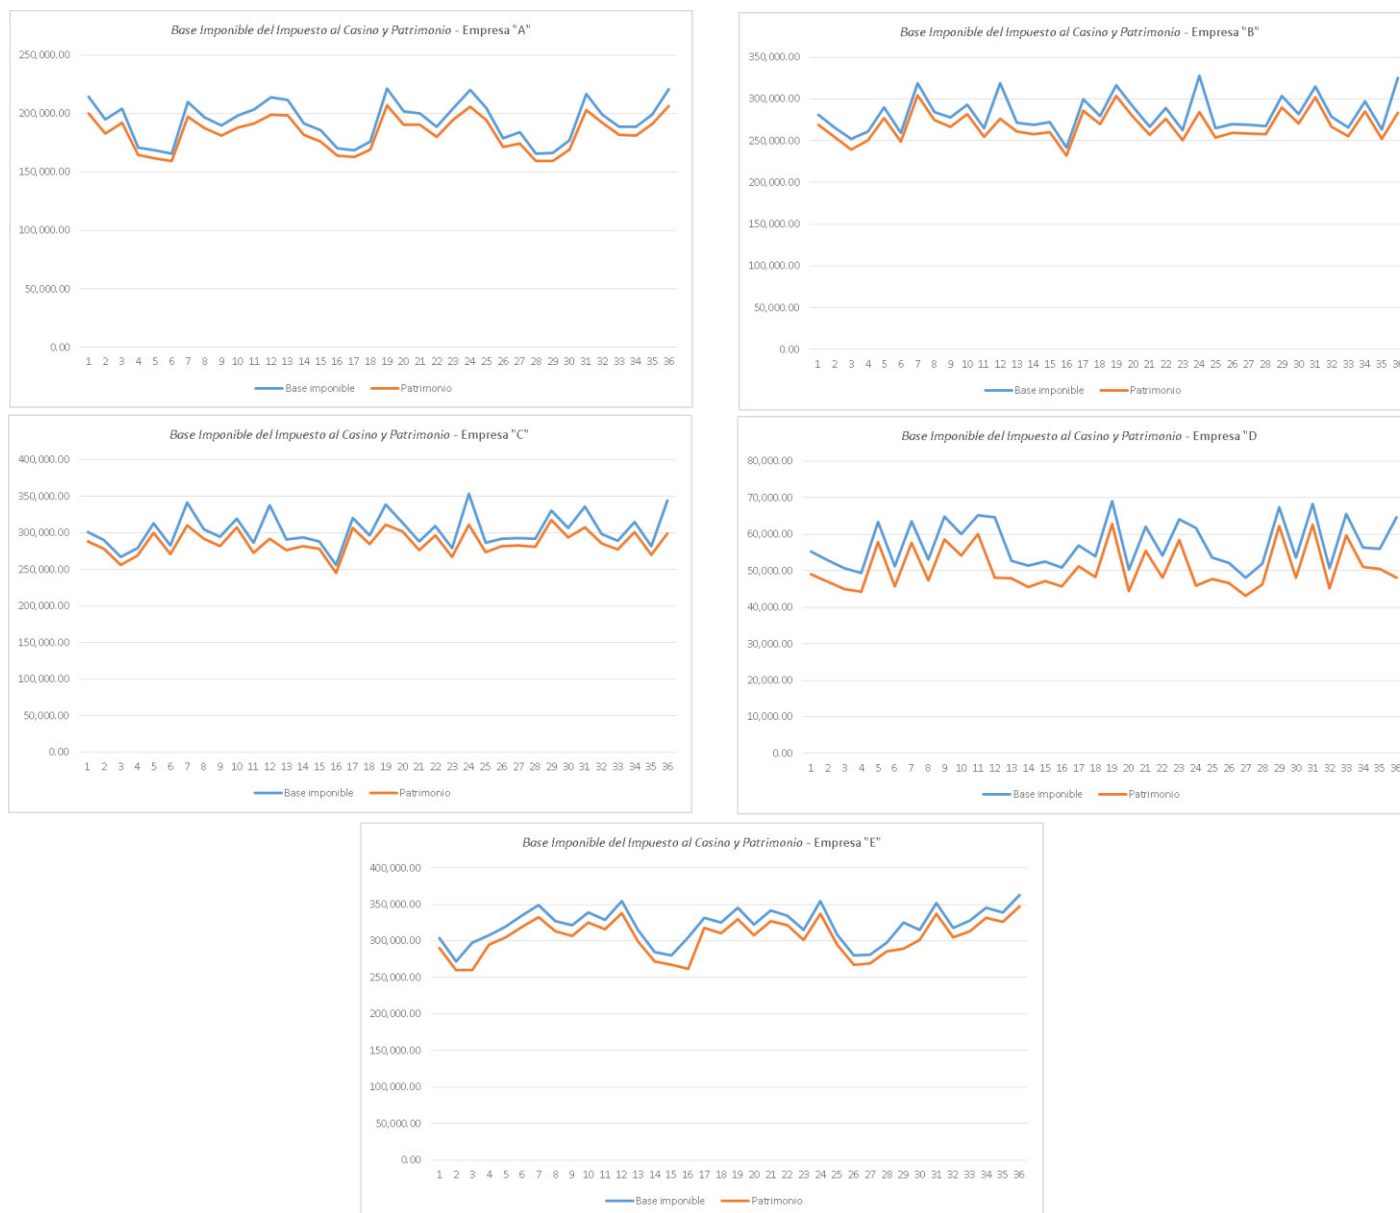 Base Imponible del Impuesto al Casino y Patrimonio - Empresa "A"
250,000.00
200,000.00
150,000.00
100,000.00
50,000.00
0.00
1 2 3 4 5 6 7 8 9 10 11 12 13 14 15 16 17 18 19 20 21 22 23 24 25 26 27 28 29 30 31 32 33 34 35 36
Base imponible Patrimonio
Base Imponible del Impuesto al Casino y Patrimonio - Empresa "B"
350,000.00
300,000.00
250,000.00
200,000.00
150,000.00
100,000.00
50,000.00
0.00
1 2 3 4 5 6 7 8 9 10 11 12 13 14 15 16 17 18 19 20 21 22 23 24 25 26 27 28 29 30 31 32 33 34 35 36
Base imponible Patrimonio
Base Imponible del Impuesto al Casino y Patrimonio - Empresa "C"
400,000.00
350,000.00
300,000.00
250,000.00
200,000.00
150,000.00
100,000.00
50,000.00
0.00
1 2 3 4 5 6 7 8 9 10 11 12 13 14 15 16 17 18 19 20 21 22 23 24 25 26 27 28 29 30 31 32 33 34 35 36
Base imponible Patrimonio
Base Imponible del Impuesto al Casino y Patrimonio - Empresa "D
80,000.00
70,000.00
60,000.00
50,000.00
40,000.00
30,000.00
20,000.00
10,000.00
0.00
1 2 3 4 5 6 7 8 9 10 11 12 13 14 15 16 17 18 19 20 21 22 23 24 25 26 27 28 29 30 31 32 33 34 35 36
Base imponible Patrimonio
Base Imponible del Impuesto al Casino y Patrimonio - Empresa "E"
400,000.00
350,000.00
300,000.00
250,000.00
200,000.00
150,000.00
100,000.00
50,000.00
0.00
1 2 3 4 5 6 7 8 9 10 11 12 13 14 15 16 17 18 19 20 21 22 23 24 25 26 27 28 29 30 31 32 33 34 35 36
Base imponible Patrimonio